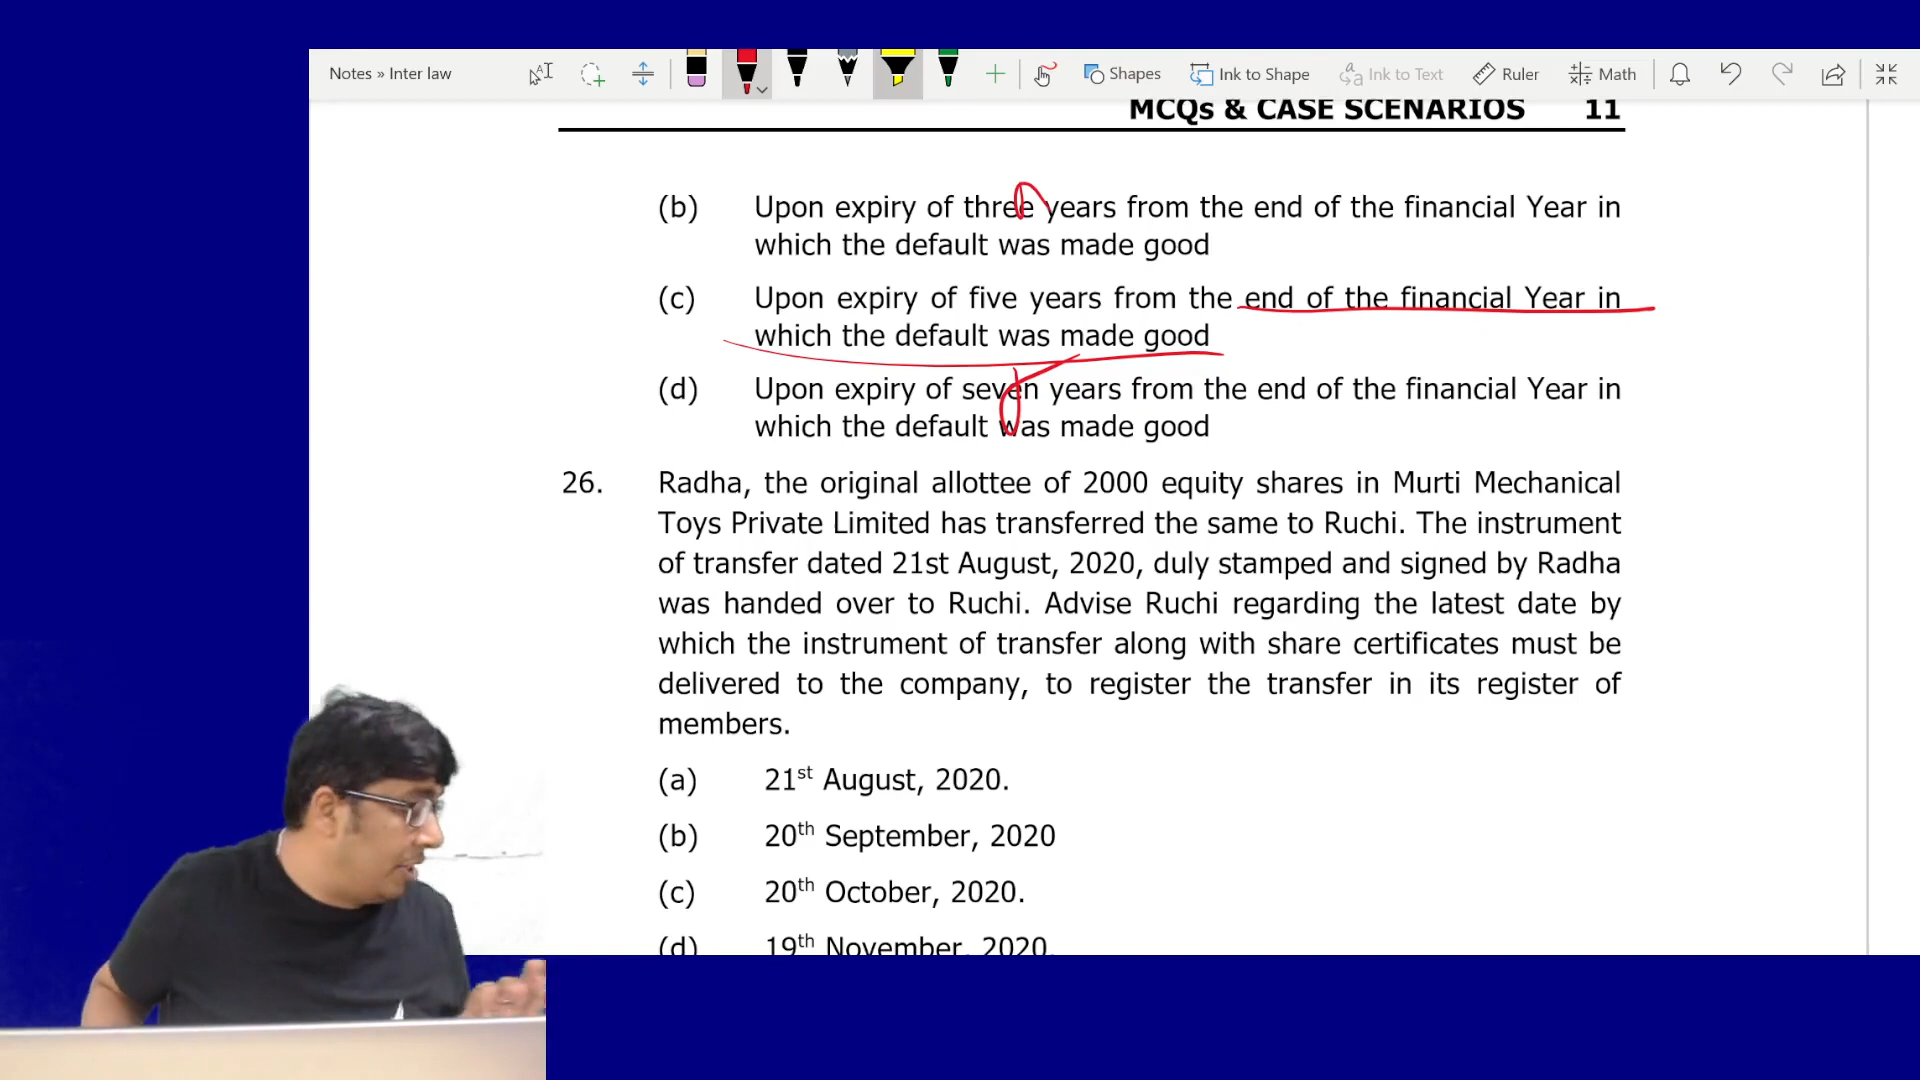 Notes » Inter law
Shapes
Ink to Shape
Ink to Text
Ruler
Math
MCQs & CASE SCENARIOS 11
(b) Upon expiry of three years from the end of the financial Year in
which the default was made good
(c) Upon expiry of five years from the end of the financial Year in
which the default was made good
(d) Upon expiry of seven years from the end of the financial Year in
which the default was made good
26. Radha, the original allottee of 2000 equity shares in Murti Mechanical
Toys Private Limited has transferred the same to Ruchi. The instrument
of transfer dated 21st August, 2020, duly stamped and signed by Radha
was handed over to Ruchi. Advise Ruchi regarding the latest date by
which the instrument of transfer along with share certificates must be
delivered to the company, to register the transfer in its register of
members.
(a) 21st August, 2020.
(b) 20th September, 2020
(c) 20th October, 2020.
(d) 19th November, 2020.